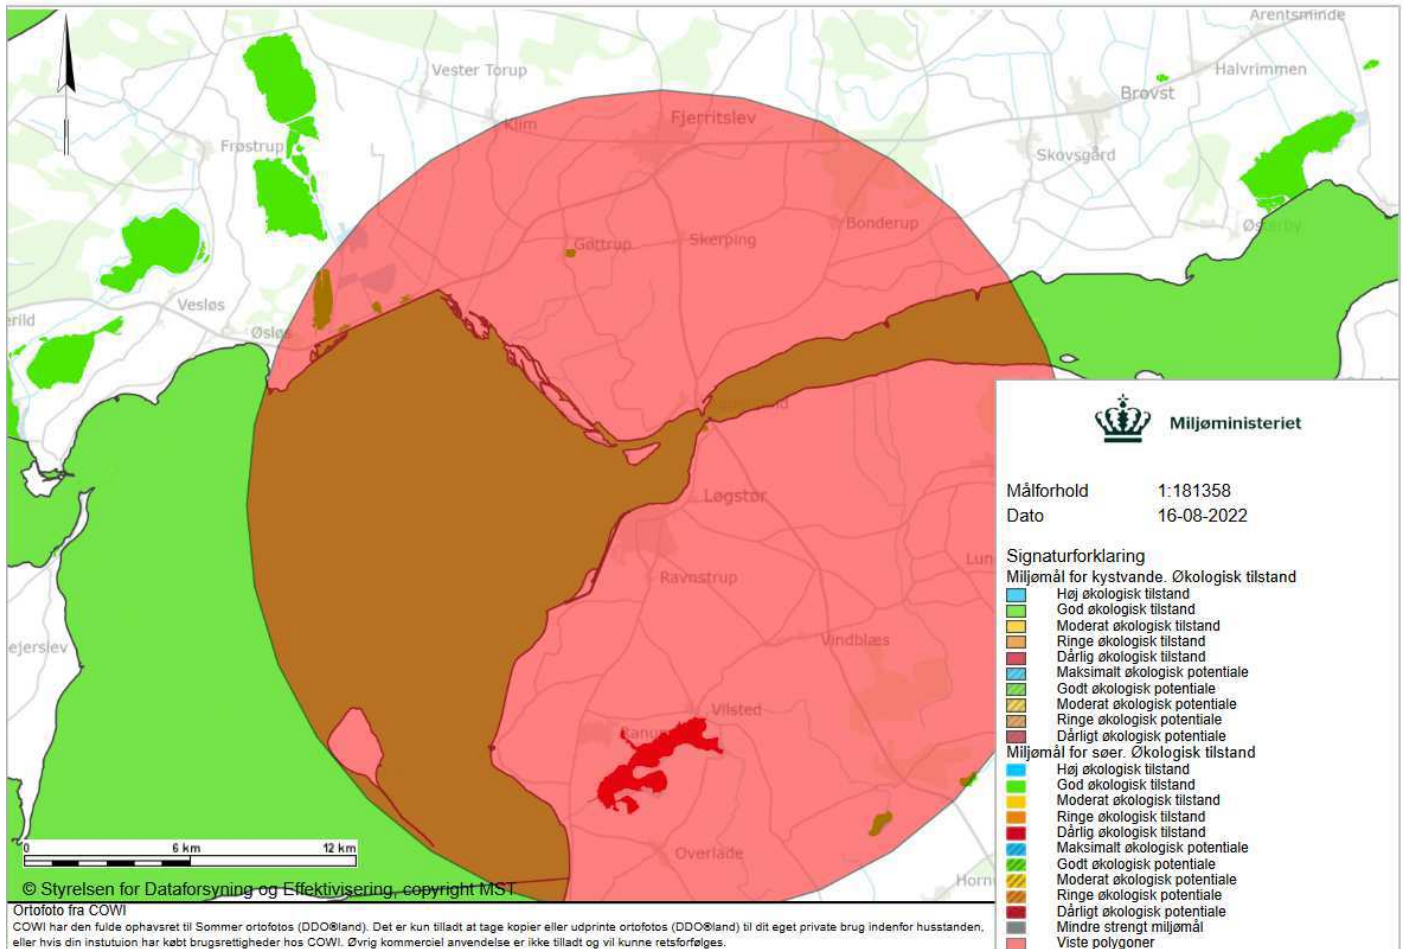 Arentsminde
Vester Torup
Halvrimmen
Brovst
Klim
Fjerritslev
Frøstrup
Skovsgård
Bonderup
Østerby
Gøttrup
Skerping
Vesløs
Øsløs
erild
Miljøministeriet
Løgstør
Målforhold 1:181358
Dato 16-08-2022
Lun
Signaturforklaring
Ravnstrup
Miljømål for kystvande. Økologisk tilstand
Høj økologisk tilstand
God økologisk tilstand
Moderat økologisk tilstand
ejerslev
Vindblæs
Ringe økologisk tilstand
Dårlig økologisk tilstand
Maksimalt økologisk potentiale
Godt økologisk potentiale
Moderat økologisk potentiale
Vilsted
Ringe økologisk potentiale
Ranu
Dårligt økologisk potentiale
Miljømål for søer. Økologisk tilstand
Høj økologisk tilstand
God økologisk tilstand
Moderat økologisk tilstand
Ringe økologisk tilstand
Dårlig økologisk tilstand
0 6 km 12 km
Maksimalt økologisk potentiale
Overlade
Godt økologisk potentiale
Hornu
Moderat økologisk potentiale
© Styrelsen for Dataforsyning og Effektivisering, copyright MST
Ringe økologisk potentiale
Dårligt økologisk potentiale
Mindre strengt miljømål
Viste polygoner
Ortofoto fra COWI
COWI har den fulde ophavsret til Sommer ortofotos (DDO®land). Det er kun tilladt at tage kopier eller udprinte ortofotos (DDO®land) til dit eget private brug indenfor husstanden,
eller hvis din instutuion har købt brugsrettigheder hos COWI. Øvrig kommerciel anvendelse er ikke tilladt og vil kunne retsforfølges.